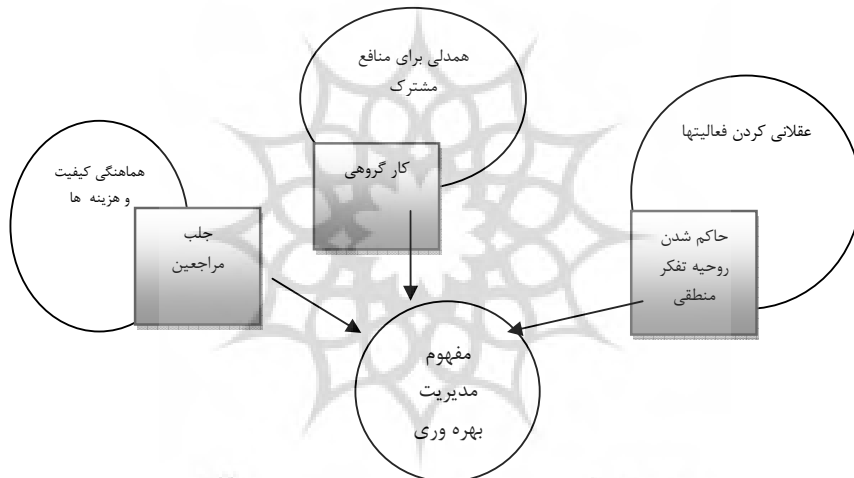 همدلی برای منافع
مشترک
کار گروهی
عقلانی کردن فعالیتها
حاکم شدن
روحیه تفکر
منطقی
هماهنگی کیفیت
و هزینه ها
جلب
مراجعین
مفهوم
مدیریت
بهره وری